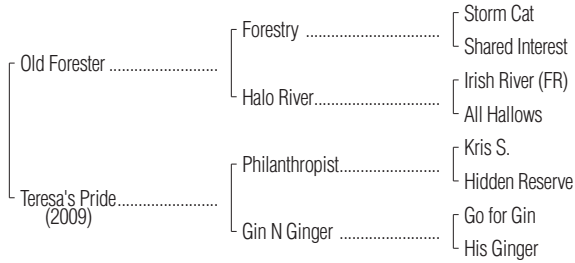 Storm Cat
Forestry ........................................
Shared Interest
Old Forester .................................
Irish River (FR)
Halo River.....................................
All Hallows
Kris S.
Philanthropist..............................
Hidden Reserve
Teresa's Pride..............................
(2009)
Go for Gin
Gin N Ginger ..............................
His Ginger